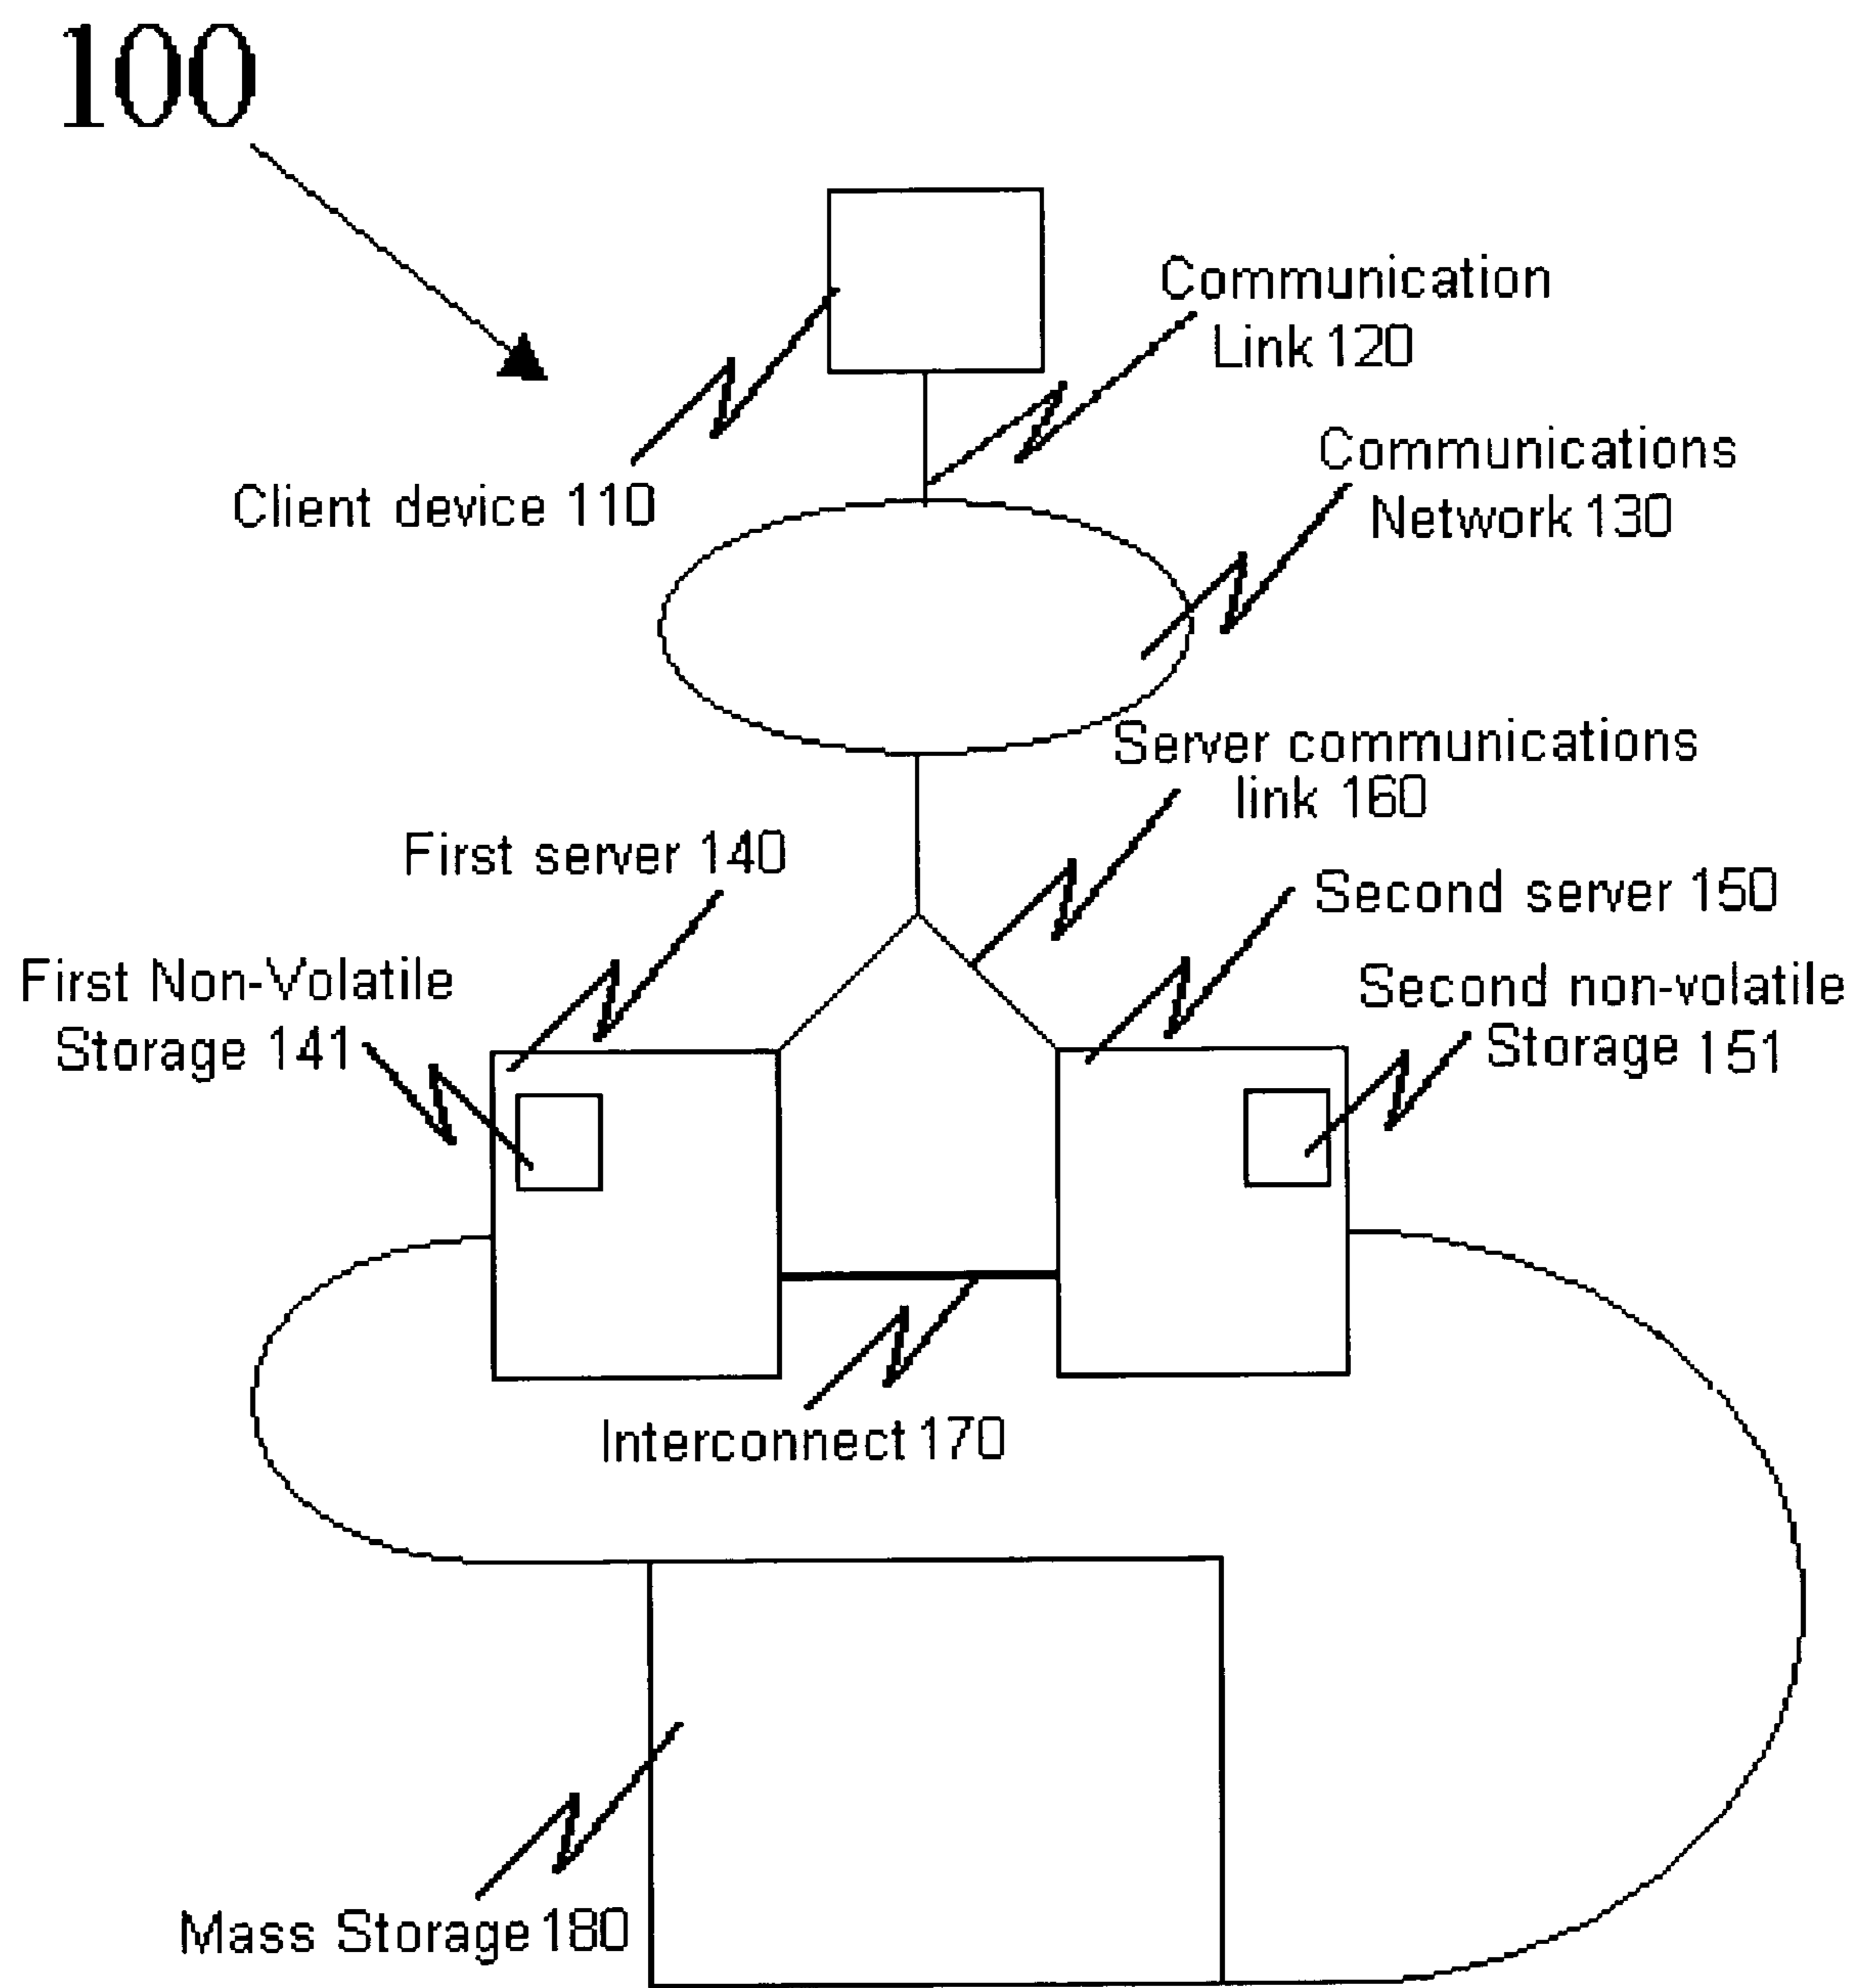 100
Communication
Link 120
Client device 110
Communications
Network 130
Server communications
link 160
First server 140
Second server 150
First Non-Volatile
Storage 141
Second non-volatile
Storage 151
Interconnect 170
Mass Storage 180